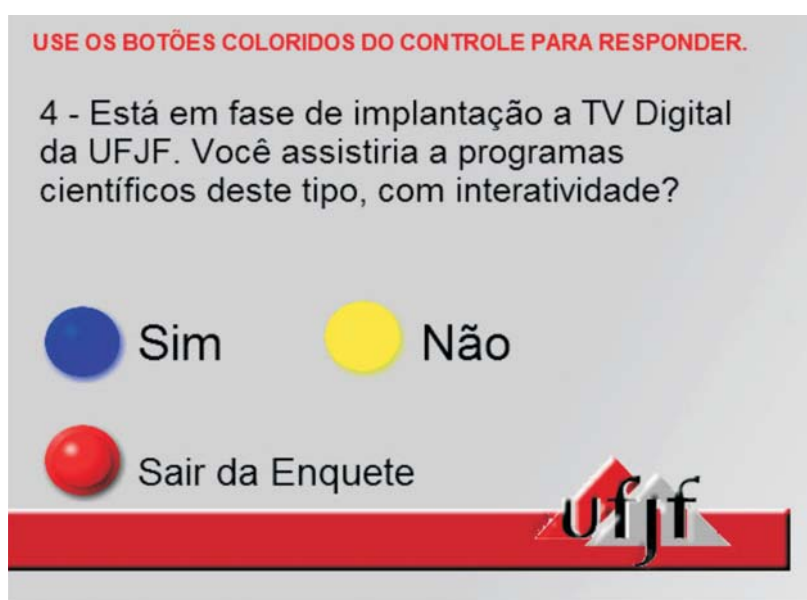 USE OS BOTÕES COLORIDOS DO CONTROLE PARA RESPONDER.
4 - Está em fase de implantação a TV Digital
da UFJF. Você assistiria a programas
científicos deste tipo, com interatividade?
Sim
Não
Sair da Enquete
ufjf